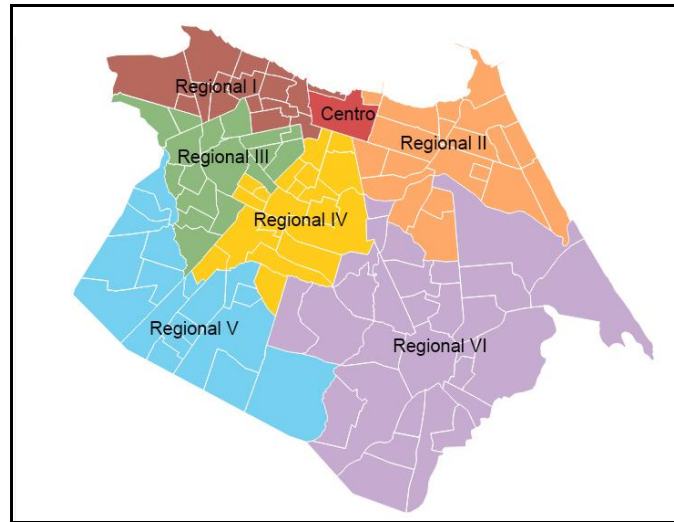 Regional I
Centro
Regional II
Regional III
Regional IV
Regional V
Regional VI